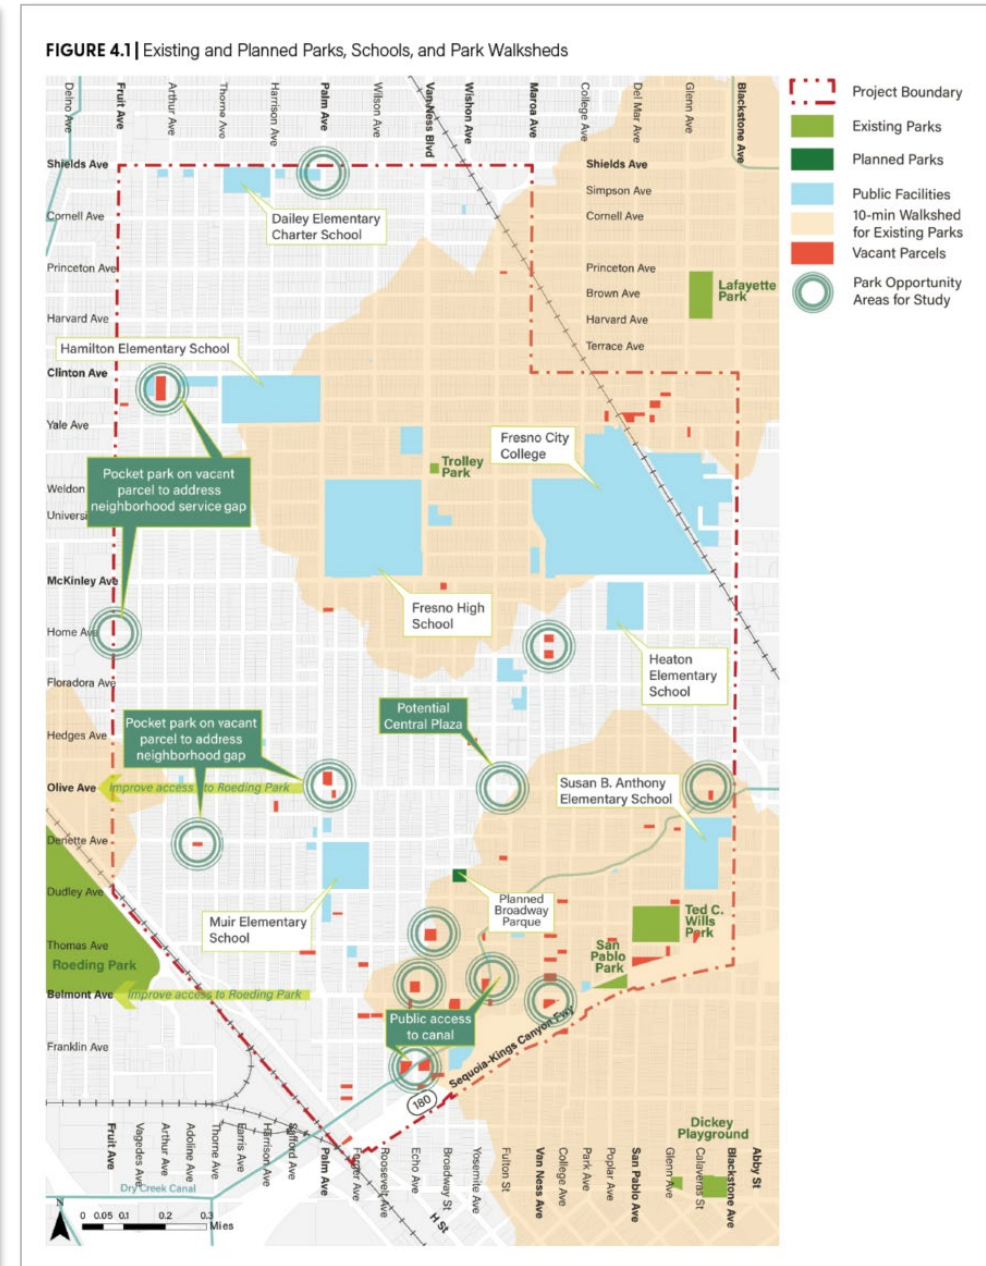 FIGURE 4.1 | Existing and Planned Parks, Schools, and Park Walksheds
Delno Ave
Fruit Ave
Arthur Ave
Thorne Ave
Harrison Ave
Palm Ave
Wilson Ave
Van Ness Blvd
Wishon Ave
Maroa Ave
College Ave
Del Mar Ave
Glenn Ave
Blackstone Ave
Project Boundary
Existing Parks
Planned Parks
Public Facilities
10-min Walkshed
for Existing Parks
Vacant Parcels
Park Opportunity
Areas for Study
Shields Ave
Shields Ave
Simpson Ave
Cornell Ave
Cornell Ave
Dailey Elementary
Charter School
Princeton Ave
Princeton Ave
Brown Ave
Lafayette
Park
Harvard Ave
Harvard Ave
Terrace Ave
Hamilton Elementary School
Clinton Ave
Yale Ave
Fresno City
College
Trolley
Park
Pocket park on vacant
parcel to address
neighborhood service gap
Weldon
Universi
McKinley Ave
Fresno High
School
Home Ave
Heaton
Elementary
School
Floradora Ave
Potential
Central Plaza
Pocket park on vacant
parcel to address
neighborhood gap
Hedges Ave
Olive Ave
Improve access to Roeding Park
Susan B. Anthony
Elementary School
Denette Ave
Dudley Ave
Planned
Broadway
Parque
Ted C.
Wills
Park
Muir Elementary
School
Thomas Ave
San
Pablo
Park
Roeding Park
Belmont Ave
Improve access to Roeding Park
Public access
to canal
Sequoia-Kings Canyon Fwy
Franklin Ave
180
Dickey
Playground
Fruit Ave
Vagedes Ave
Arthur Ave
Adoline Ave
Thorne Ave
Farris Ave
Harrison Ave
Safford Ave
Palm Ave
Ferger Ave
Roosevelt Ave
Echo Ave
Broadway St
Yosemite Ave
Fulton St
Van Ness Ave
College Ave
Park Ave
Poplar Ave
San Pablo Ave
Glenn Ave
Calaveras St
Blackstone Ave
Abby St
Dry Creek Canal
H St
N
0 0.05 0.1 0.2 0.3
Miles